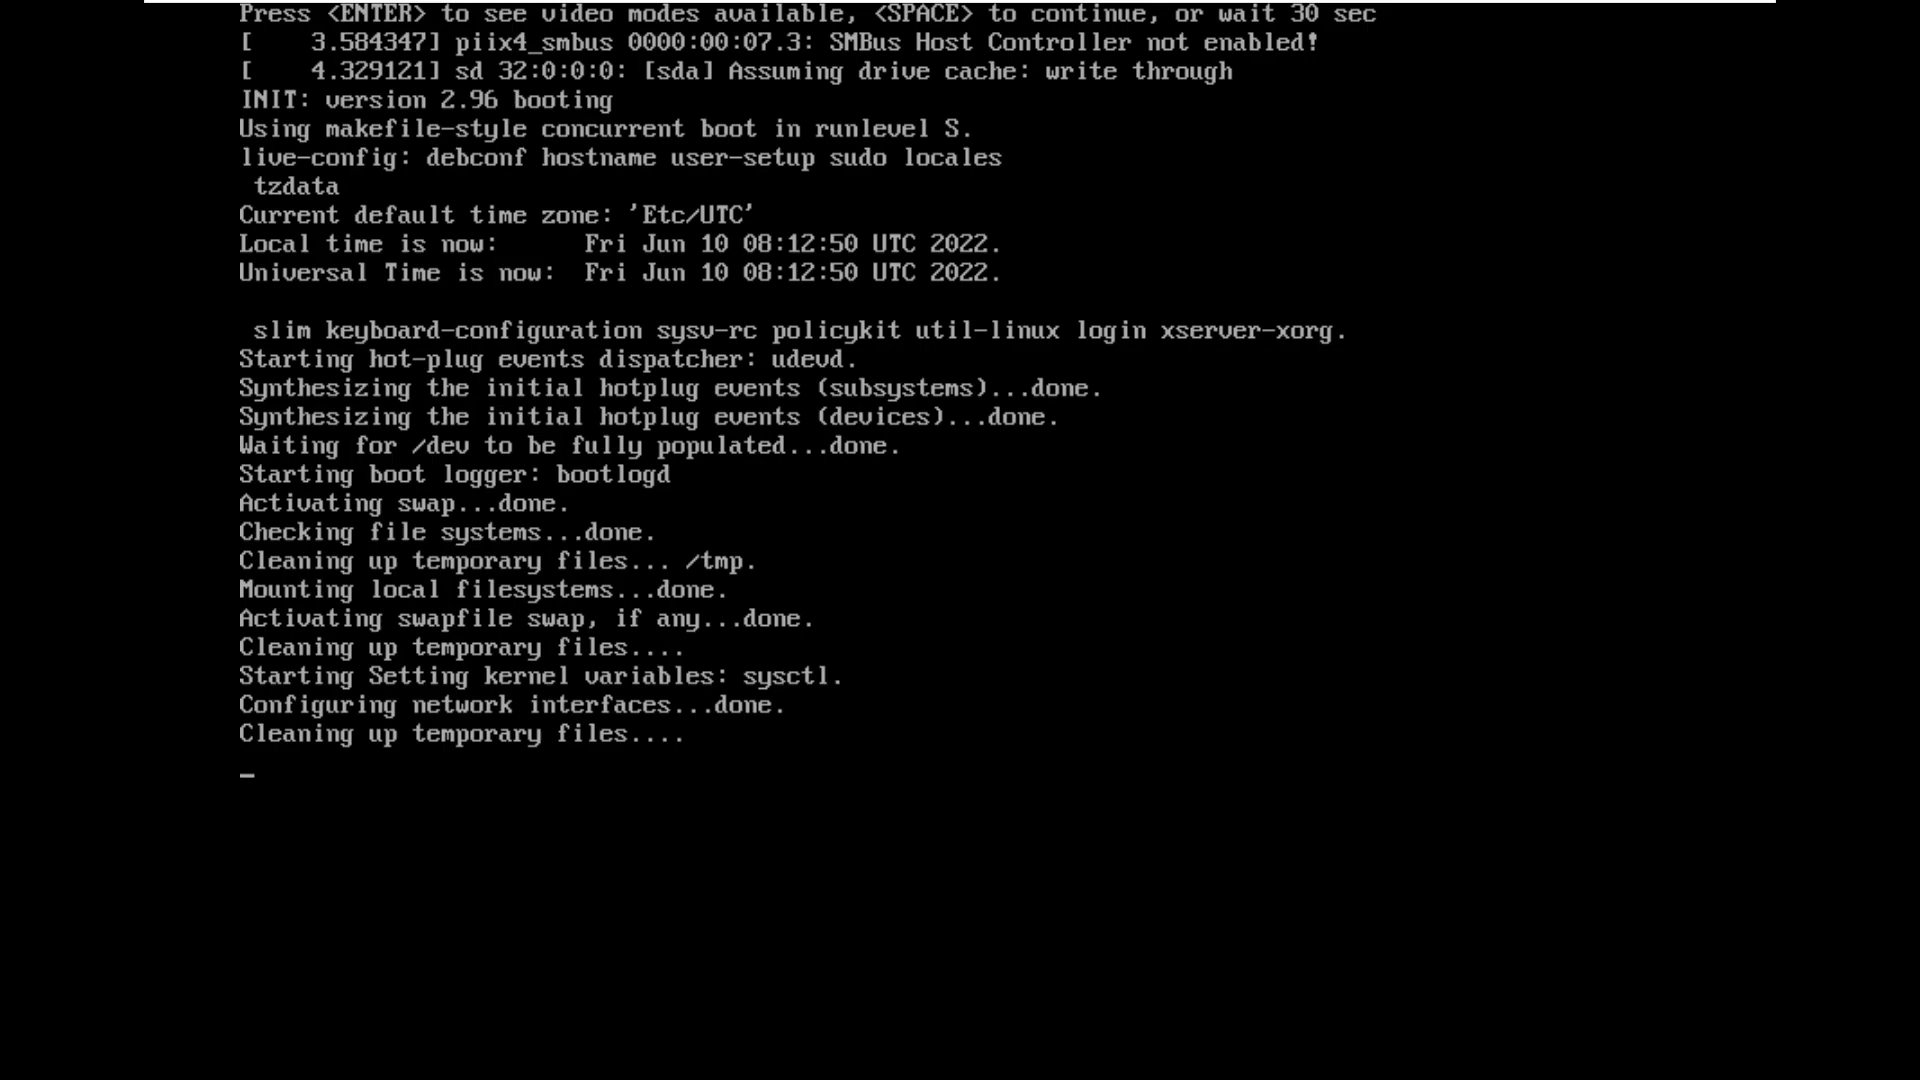 Press <ENTER> to see video modes available, <SPACE> to continue, or wait 30 sec
[    3.584347] piix4_smbus 0000:00:07.3: SMBus Host Controller not enabled!
[    4.329121] sd 32:0:0:0: [sda] Assuming drive cache: write through
INIT: version 2.96 booting
Using makefile-style concurrent boot in runlevel S.
live-config: debconf hostname user-setup sudo locales
 tzdata
Current default time zone: 'Etc/UTC'
Local time is now:      Fri Jun 10 08:12:50 UTC 2022.
Universal Time is now:  Fri Jun 10 08:12:50 UTC 2022.

 slim keyboard-configuration sysv-rc policykit util-linux login xserver-xorg.
Starting hot-plug events dispatcher: udevd.
Synthesizing the initial hotplug events (subsystems)...done.
Synthesizing the initial hotplug events (devices)...done.
Waiting for /dev to be fully populated...done.
Starting boot logger: bootlogd
Activating swap...done.
Checking file systems...done.
Cleaning up temporary files... /tmp.
Mounting local filesystems...done.
Activating swapfile swap, if any...done.
Cleaning up temporary files....
Starting Setting kernel variables: sysctl.
Configuring network interfaces...done.
Cleaning up temporary files....
_